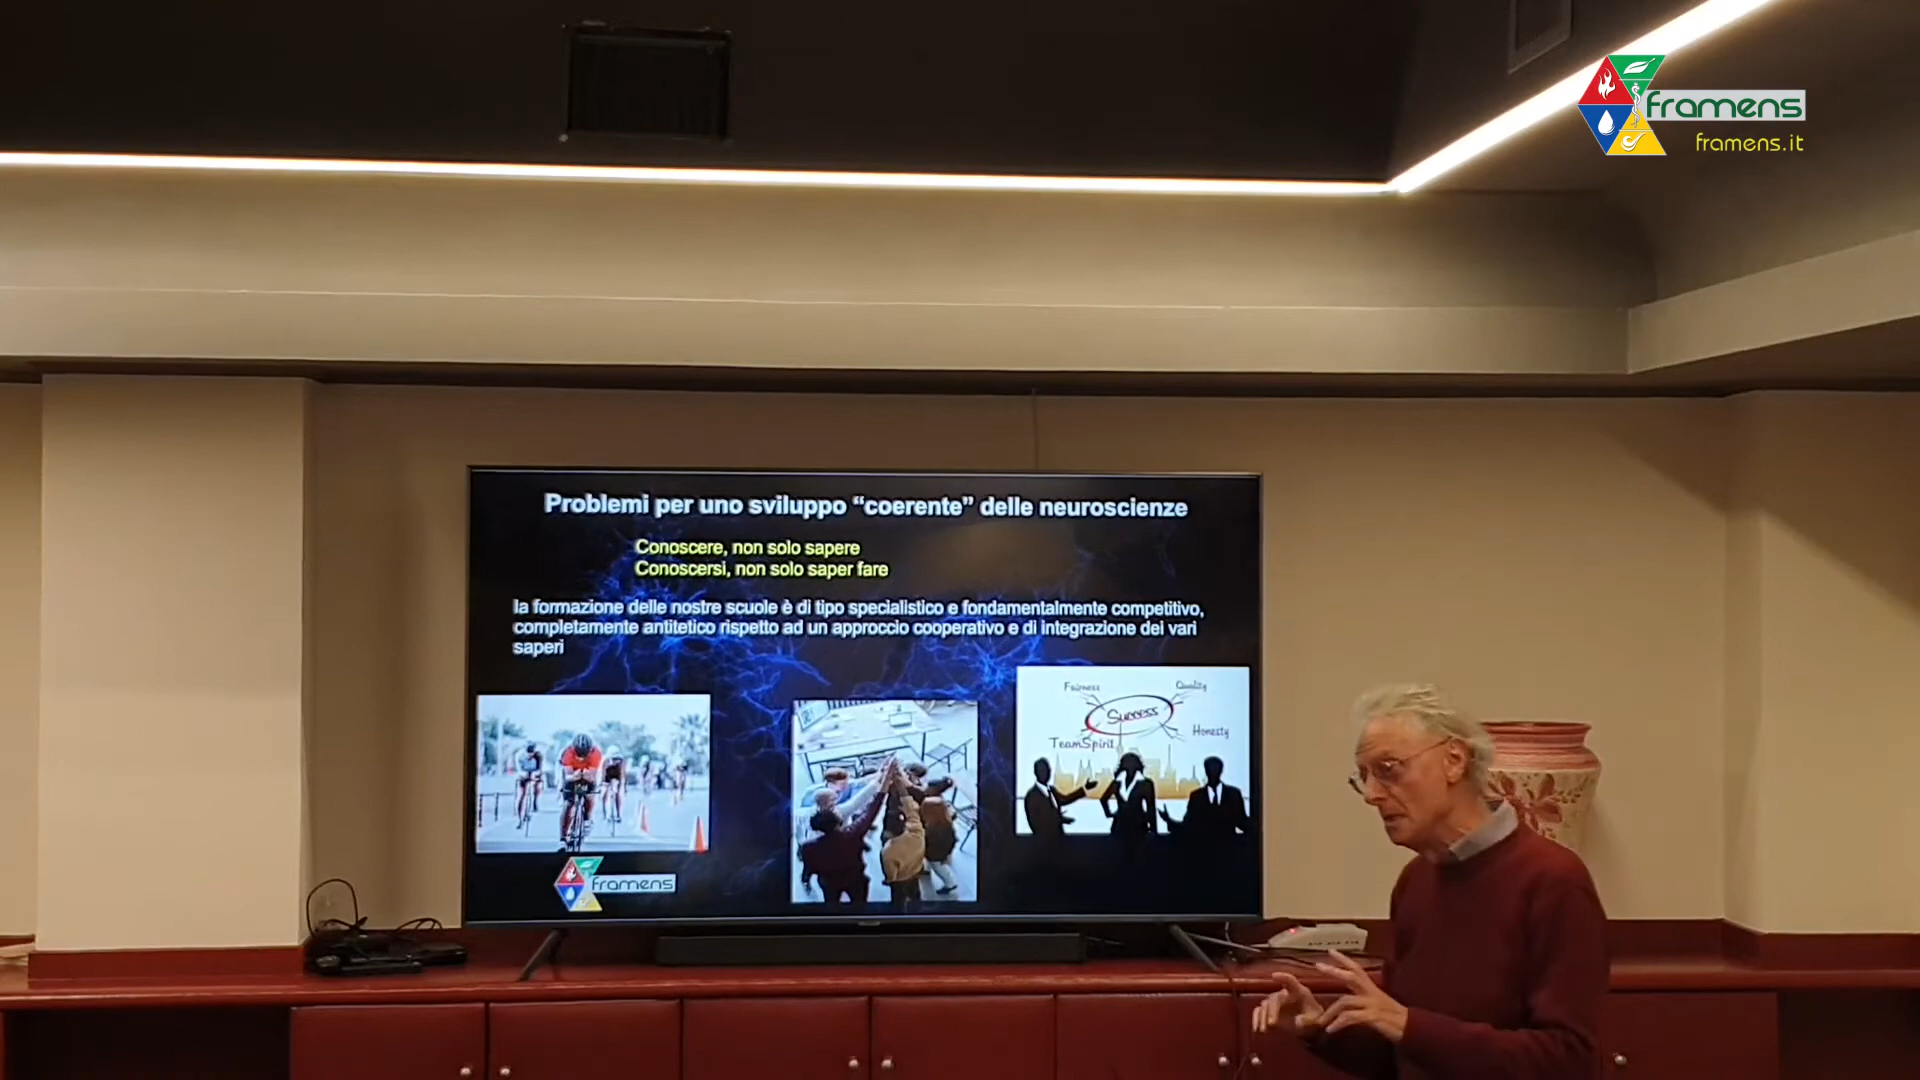 framens
framens.it
Problemi per uno sviluppo “coerente” delle neuroscienze
Conoscere, non solo sapere
Conoscersi, non solo saper fare
la formazione delle nostre scuole è di tipo specialistico e fondamentalmente competitivo,
completamente antitetico rispetto ad un approccio cooperativo e di integrazione dei vari
saperi
Fairness
Quality
Success
Honesty
TeamSpirit
framens